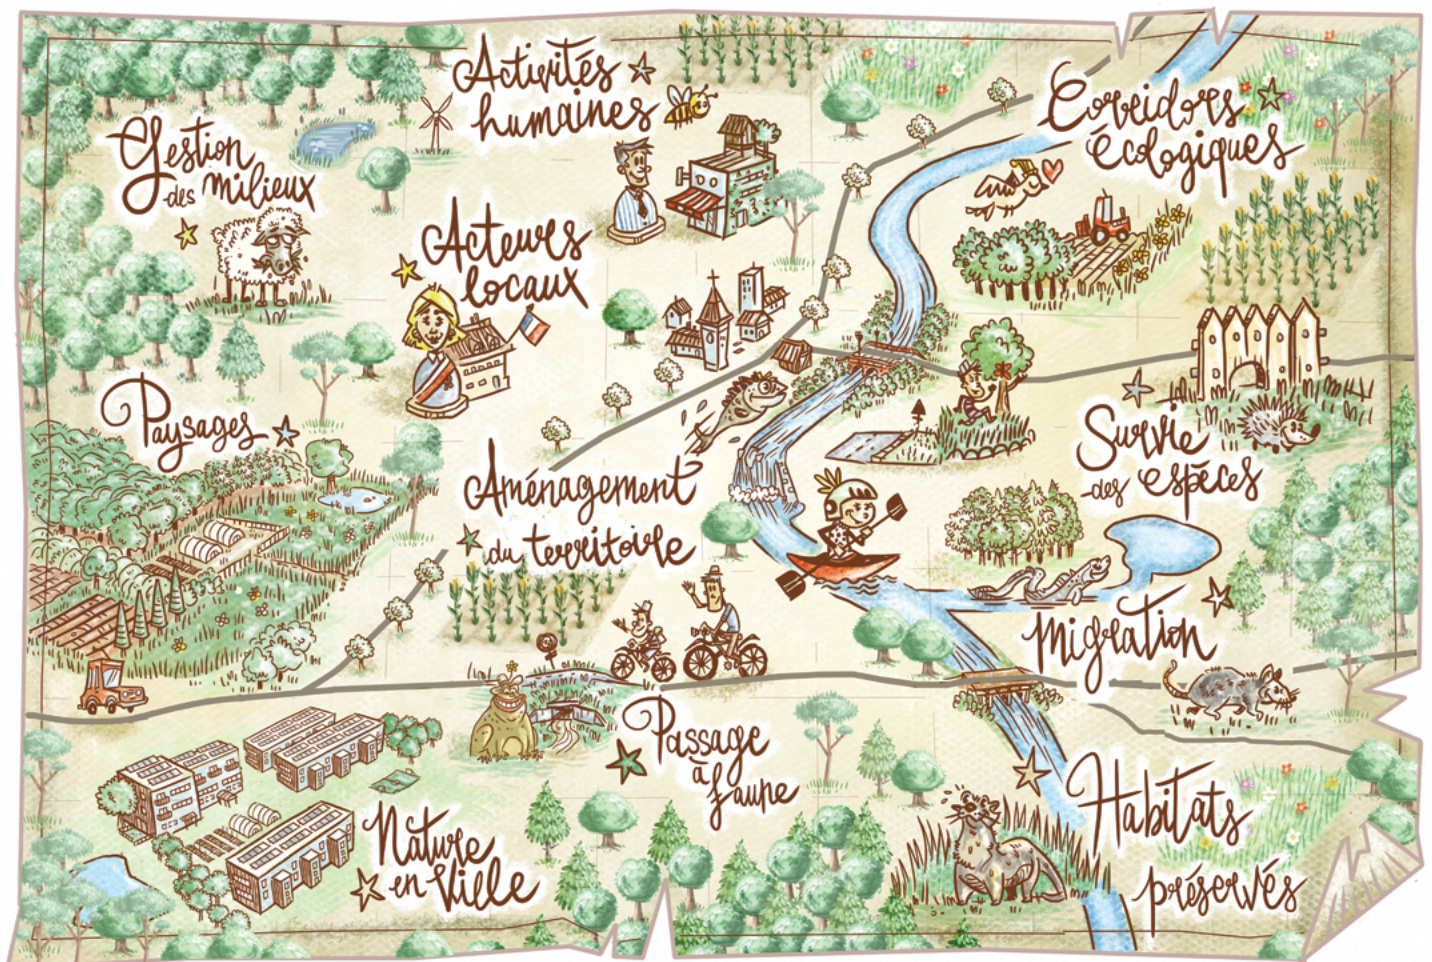 Activités
humaines
Corridors
écologiques
Gestion
des milieux
Acteurs
locaux
Paysages
Survie
des espèces
Aménagement
du territoire
Migration
Passage
à faune
Habitats
préservés
Nature
en Ville